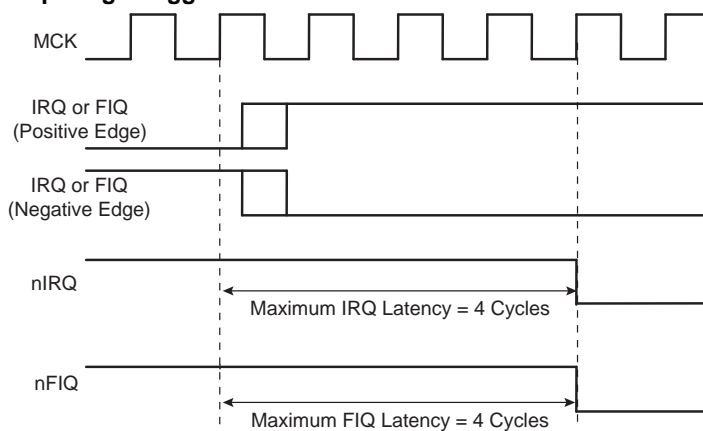 MCK
IRQ or FIQ
(Positive Edge)
IRQ or FIQ
(Negative Edge)
nIRQ
Maximum IRQ Latency = 4 Cycles
nFIQ
Maximum FIQ Latency = 4 Cycles